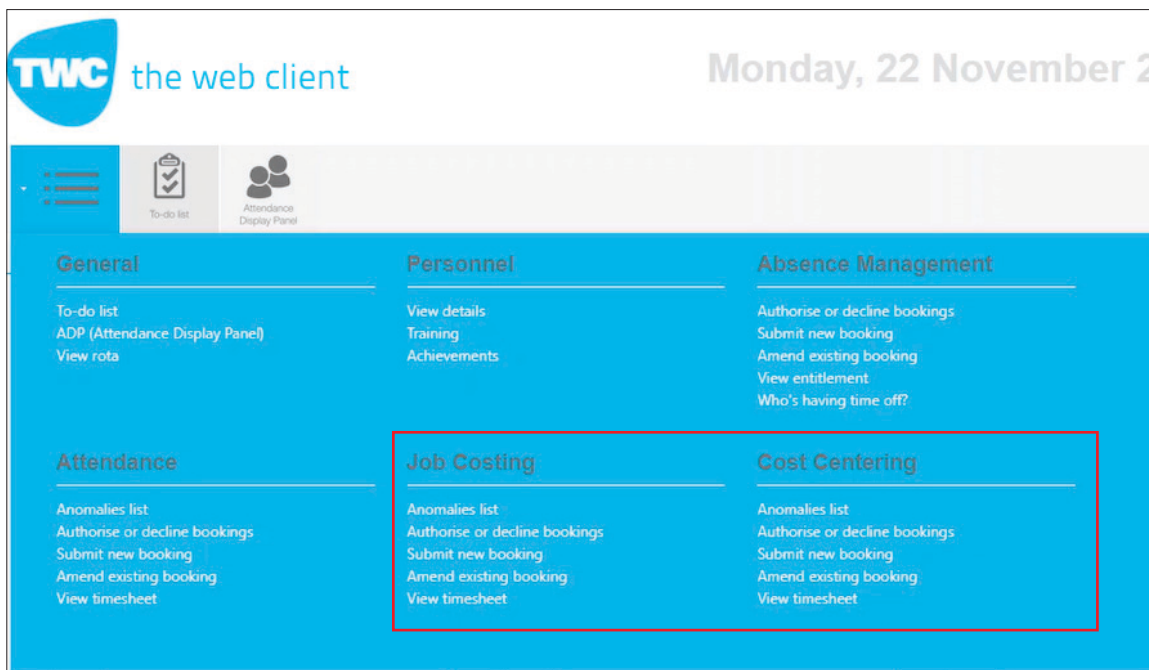 TWC the web client
Monday, 22 November 2
To-do list
Attendance
Display Panel
General
To-do list
ADP (Attendance Display Panel)
View rota
Personnel
View details
Training
Achievements
Absence Management
Authorise or decline bookings
Submit new booking
Amend existing booking
View entitlement
Who's having time off?
Attendance
Anomalies list
Authorise or decline bookings
Submit new booking
Amend existing booking
View timesheet
Job Costing
Anomalies list
Authorise or decline bookings
Submit new booking
Amend existing booking
View timesheet
Cost Centering
Anomalies list
Authorise or decline bookings
Submit new booking
Amend existing booking
View timesheet